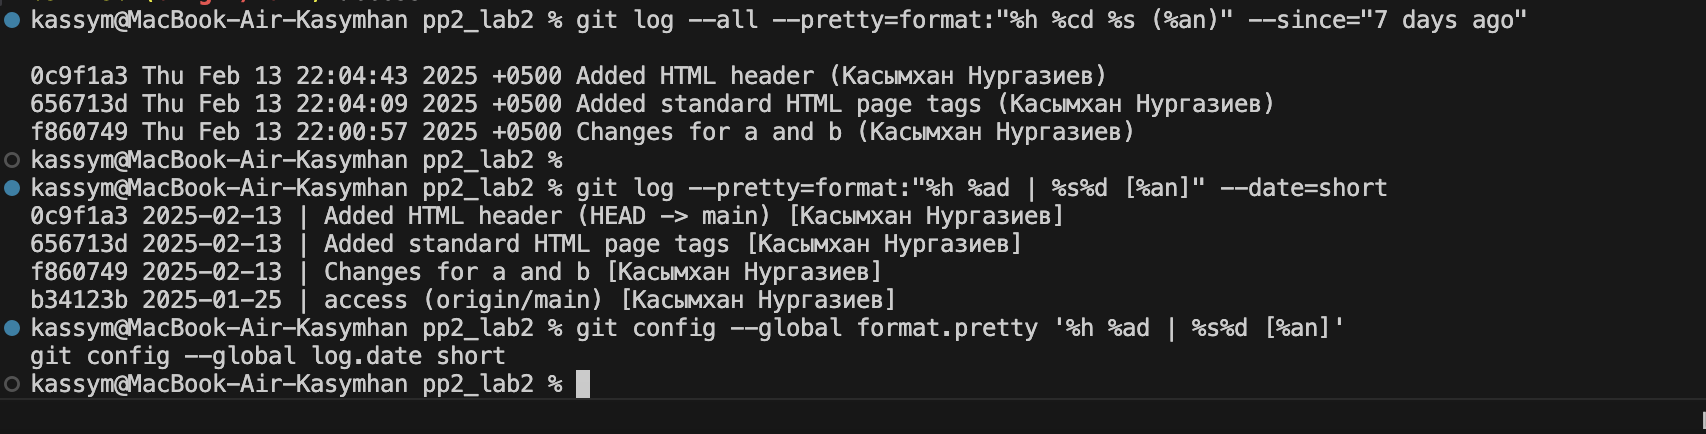 kassym@MacBook-Air-Kasymhan pp2_lab2 % git log --all --pretty=format:"%h %cd %s (%an)" --since="7 days ago"
0c9f1a3 Thu Feb 13 22:04:43 2025 +0500 Added HTML header (Касымхан Нургазиев)
656713d Thu Feb 13 22:04:09 2025 +0500 Added standard HTML page tags (Касымхан Нургазиев)
f860749 Thu Feb 13 22:00:57 2025 +0500 Changes for a and b (Касымхан Нургазиев)
kassym@MacBook-Air-Kasymhan pp2_lab2 %
kassym@MacBook-Air-Kasymhan pp2_lab2 % git log --pretty=format:"%h %ad | %s%d [%an]" --date=short
0c9f1a3 2025-02-13 | Added HTML header (HEAD -> main) [Касымхан Нургазиев]
656713d 2025-02-13 | Added standard HTML page tags [Касымхан Нургазиев]
f860749 2025-02-13 | Changes for a and b [Касымхан Нургазиев]
b34123b 2025-01-25 | access (origin/main) [Касымхан Нургазиев]
kassym@MacBook-Air-Kasymhan pp2_lab2 % git config --global format.pretty '%h %ad | %s%d [%an]'
git config --global log.date short
kassym@MacBook-Air-Kasymhan pp2_lab2 %